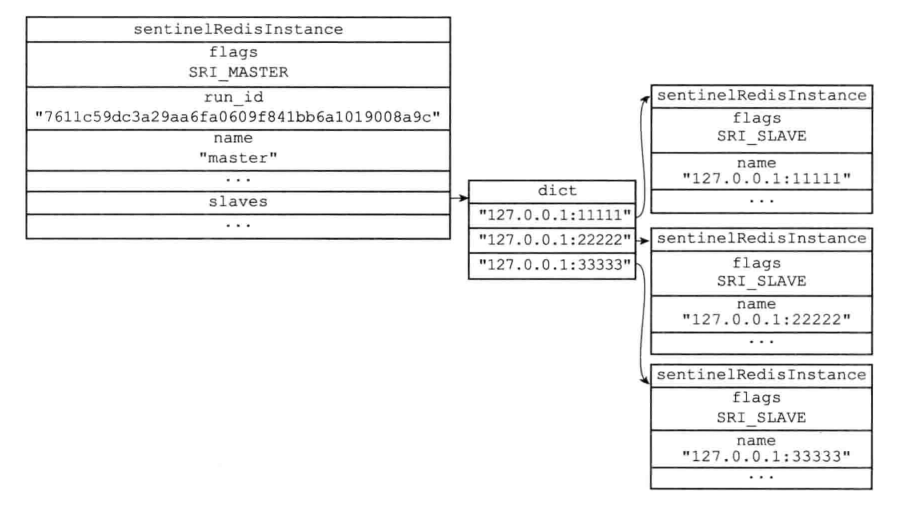 sentinelRedisInstance
flags
SRI_MASTER
run_id
"7611c59dc3a29aa6fa0609f841bb6a1019008a9c"
name
"master"
...
slaves
...
dict
"127.0.0.1:11111"
"127.0.0.1:22222"
"127.0.0.1:33333"
sentinelRedisInstance
flags
SRI_SLAVE
name
"127.0.0.1:11111"
...
sentinelRedisInstance
flags
SRI_SLAVE
name
"127.0.0.1:22222"
...
sentinelRedisInstance
flags
SRI_SLAVE
name
"127.0.0.1:33333"
...